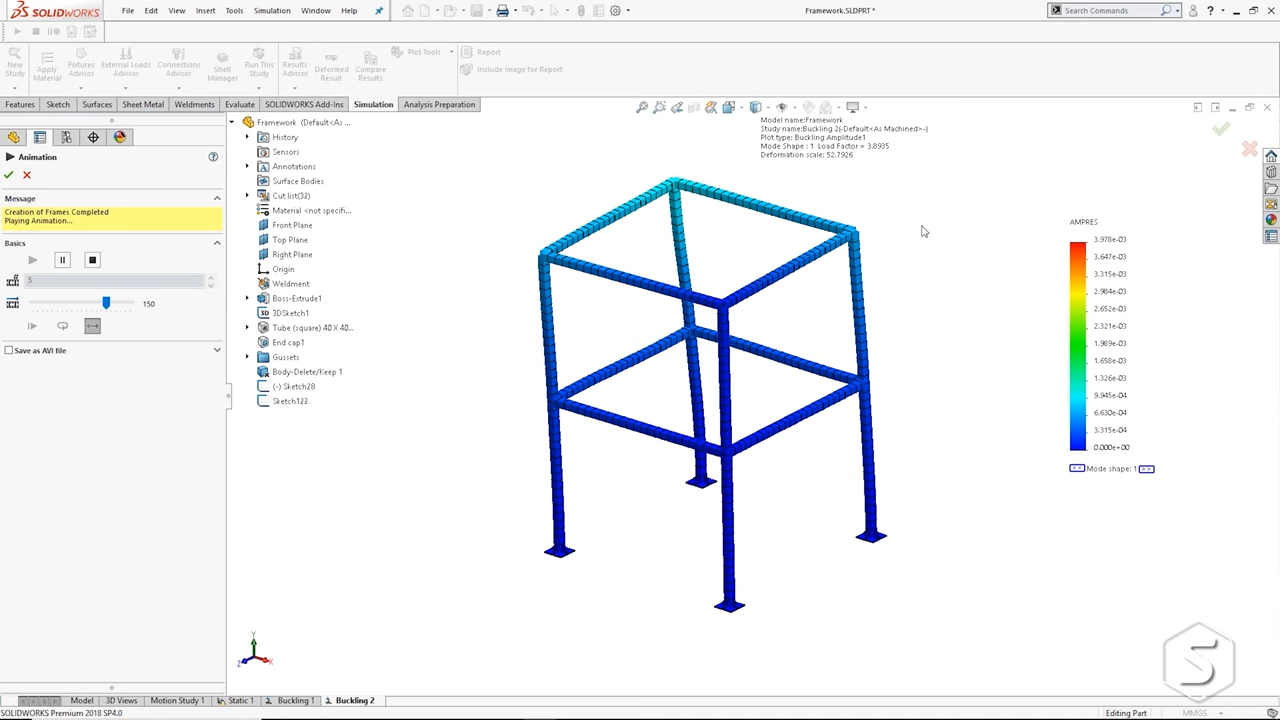 SOLIDWORKS
File Edit View Insert Tools Simulation Window Help
Framework.SLDPRT *
Search Commands
New Study
Apply Material
Fixtures Advisor
External Loads Advisor
Connections Advisor
Shell Manager
Run This Study
Results Advisor
Deformed Result
Compare Results
Plot Tools
Report
Include Image for Report
Features Sketch Surfaces Sheet Metal Weldments Evaluate SOLIDWORKS Add-Ins Simulation Analysis Preparation
Animation
Message
Creation of Frames Completed
Playing Animation...
Basics
5
150
Save as AVI file
Framework (Default<As ...
History
Sensors
Annotations
Surface Bodies
Cut list(32)
Material <not specifi...
Front Plane
Top Plane
Right Plane
Origin
Weldment
Boss-Extrude1
3DSketch1
Tube (square) 40 X 40...
End cap1
Gussets
Body-Delete/Keep 1
(-) Sketch28
Sketch122
Model name:Framework
Study name:Buckling 2(-Default<As Machined>-)
Plot type: Buckling Amplitude1
Mode Shape : 1 Load Factor = 3.8935
Deformation scale: 52.7926
AMPRES
3.978e-03
3.647e-03
3.315e-03
2.984e-03
2.652e-03
2.321e-03
1.989e-03
1.658e-03
1.326e-03
9.945e-04
6.630e-04
3.315e-04
0.000e+00
<< Mode shape: 1 >>
Y
Z
X
S
Model 3D Views Motion Study 1 Static 1 Buckling 1 Buckling 2
SOLIDWORKS Premium 2018 SP4.0
Editing Part
MMGS